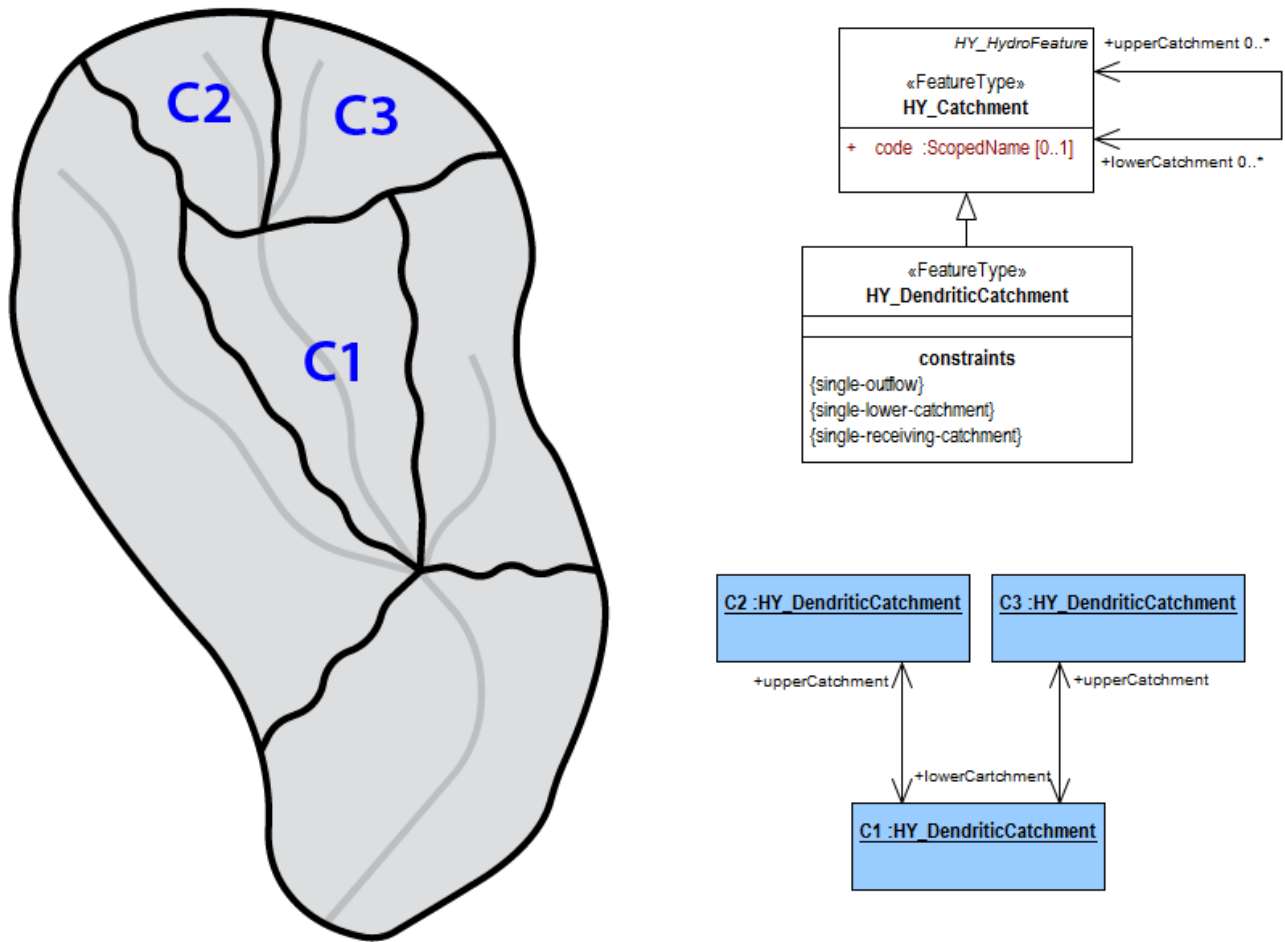 C2
C3
C1
HY_HydroFeature
«FeatureType»
HY_Catchment
+ code :ScopedName [0..1]
+upperCatchment 0..*
+lowerCatchment 0..*
«FeatureType»
HY_DendriticCatchment
constraints
{single-outflow}
{single-lower-catchment}
{single-receiving-catchment}
C2 :HY_DendriticCatchment
C3 :HY_DendriticCatchment
+upperCatchment
+upperCatchment
+lowerCartchment
C1 :HY_DendriticCatchment